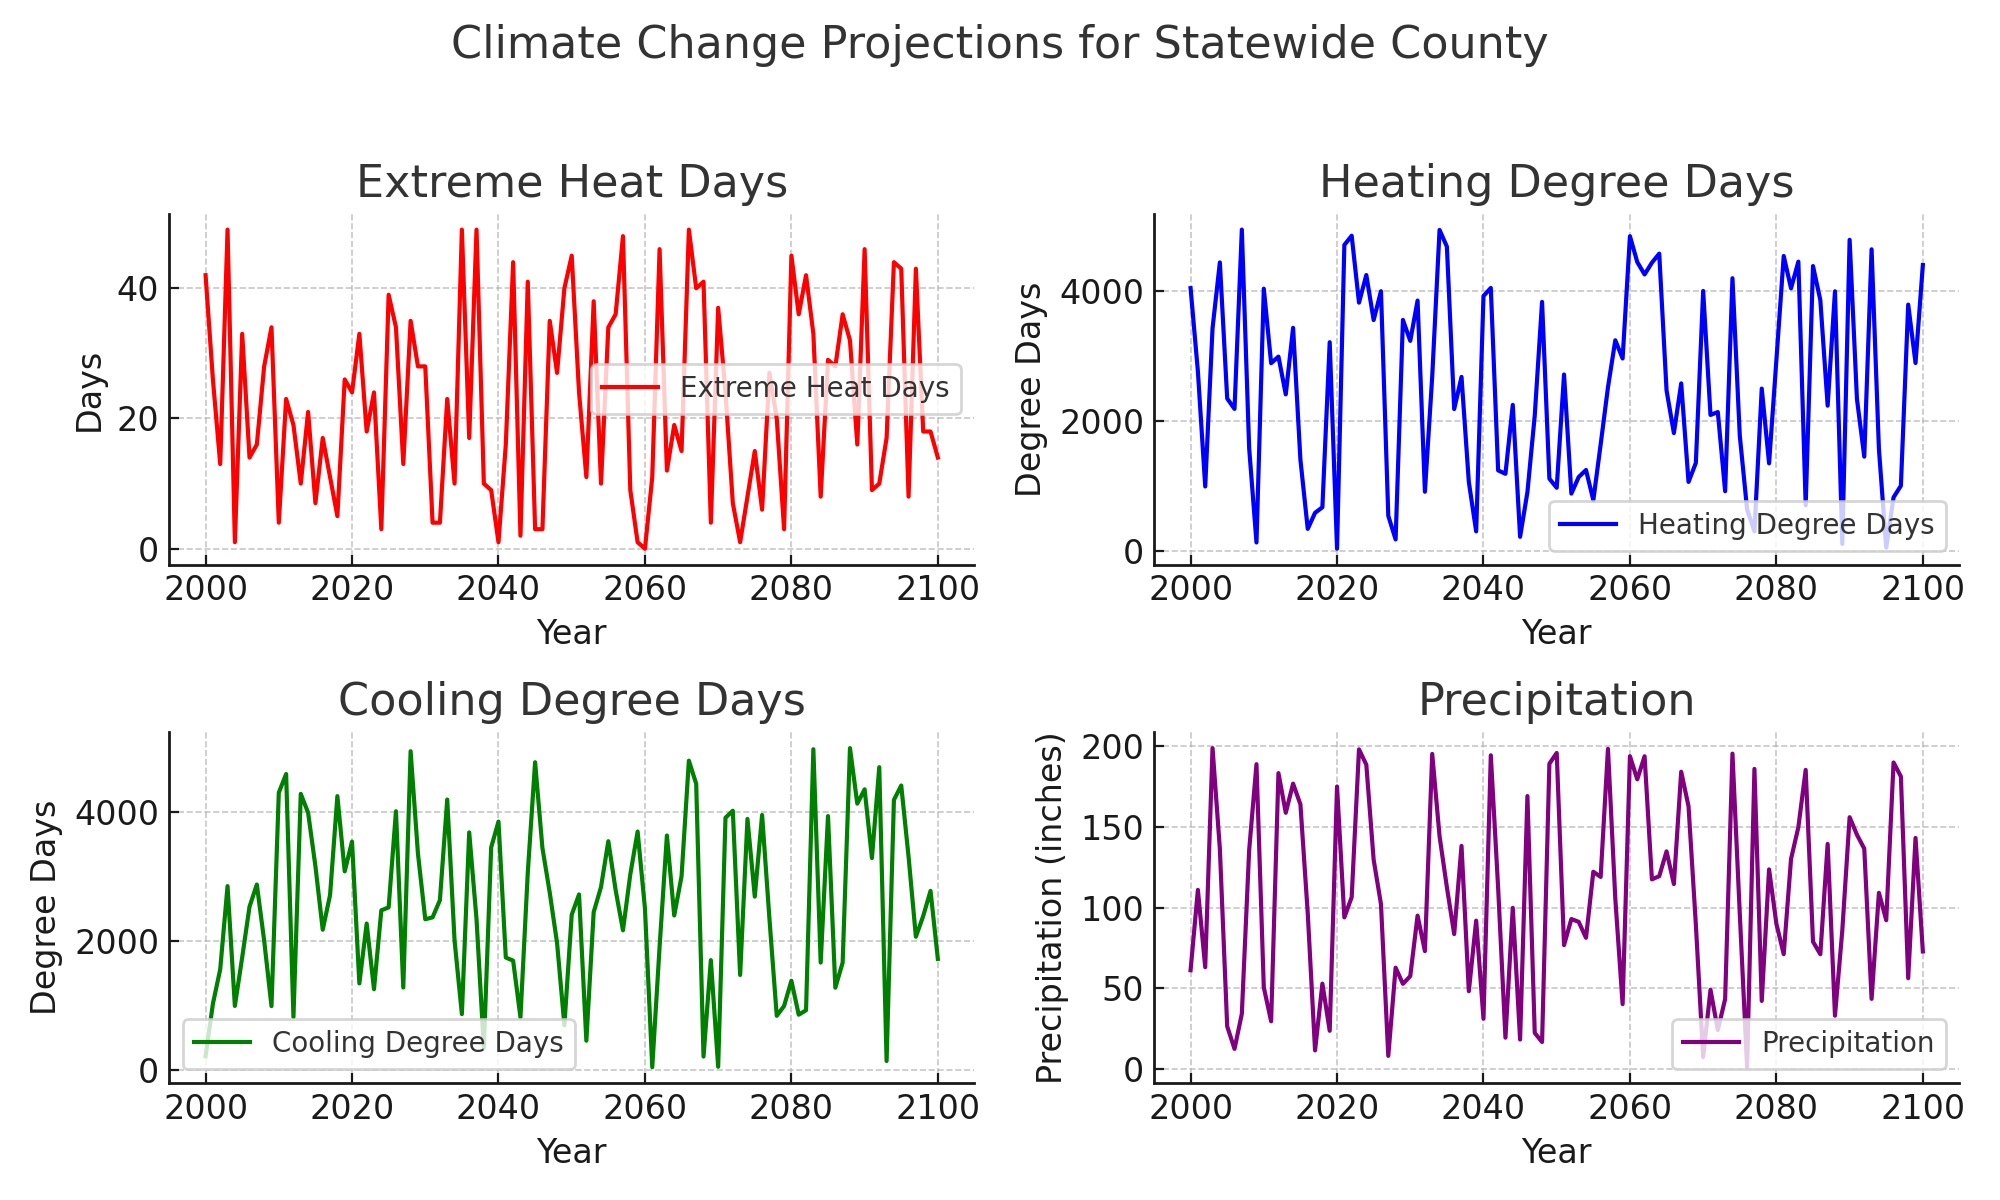 Climate Change Projections for Statewide County
Extreme Heat Days
Days
40
20
0
Extreme Heat Days
2000 2020 2040 2060 2080 2100
Year
Heating Degree Days
Degree Days
4000
2000
0
Heating Degree Days
2000 2020 2040 2060 2080 2100
Year
Cooling Degree Days
Degree Days
4000
2000
0
Cooling Degree Days
2000 2020 2040 2060 2080 2100
Year
Precipitation
Precipitation (inches)
200
150
100
50
0
Precipitation
2000 2020 2040 2060 2080 2100
Year